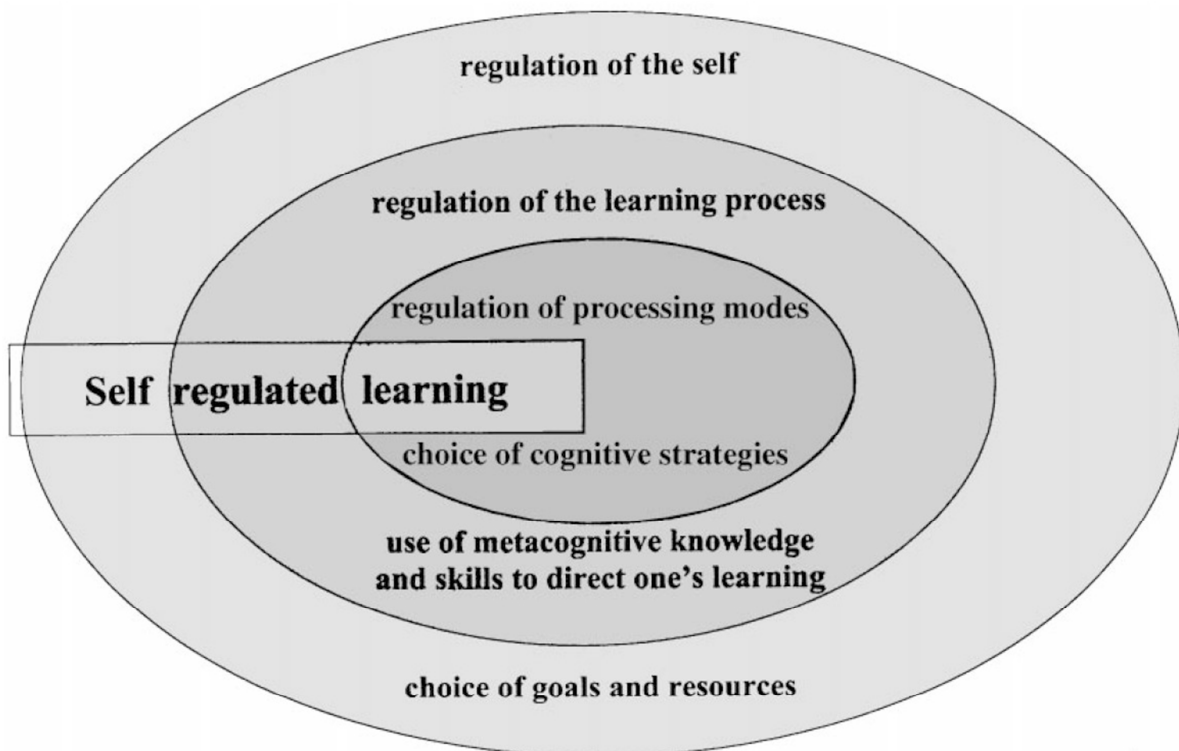 regulation of the self
regulation of the learning process
regulation of processing modes
Self regulated learning
choice of cognitive strategies
use of metacognitive knowledge
and skills to direct one's learning
choice of goals and resources